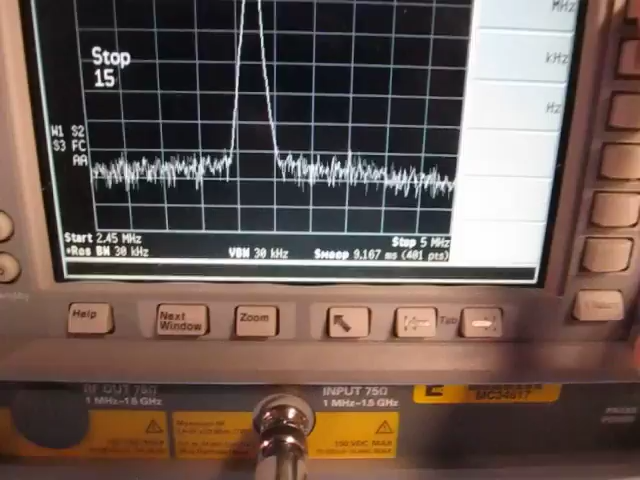 MHz
kHz
Hz
Stop
15
W1 S2
S3 FC
AA
Start 2.45 MHz
Stop 5 MHz
*Res BW 30 kHz
VBW 30 kHz
Sweep 9.167 ms (401 pts)
Help
Next
Window
Zoom
Tab
RF OUT 75Ω
1 MHz-1.5 GHz
INPUT 75Ω
1 MHz-1.5 GHz
100 VDC MAX